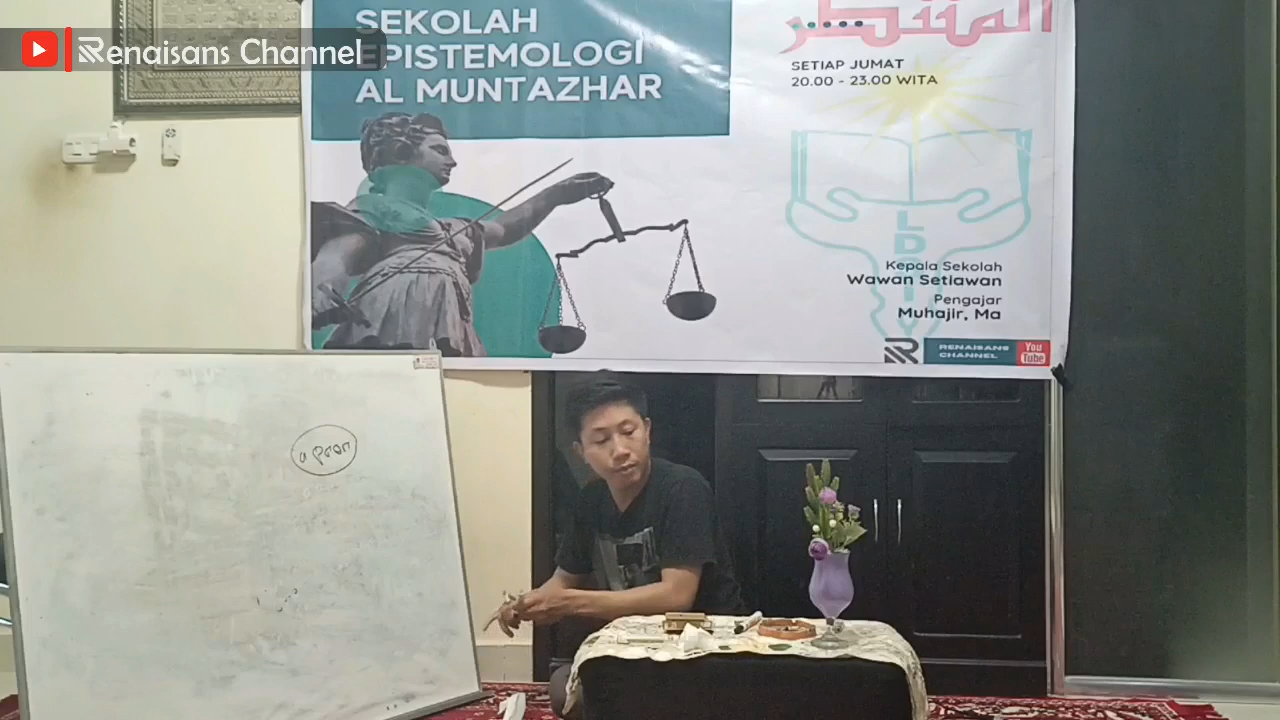 Renaisans Channel
SEKOLAH
EPISTEMOLOGI
AL MUNTAZHAR
المنتظر
SETIAP JUMAT
20.00 - 23.00 WITA
Kepala Sekolah
Wawan Setiawan
Pengajar
Muhajir, Ma
RENAISANS
CHANNEL
You
Tube